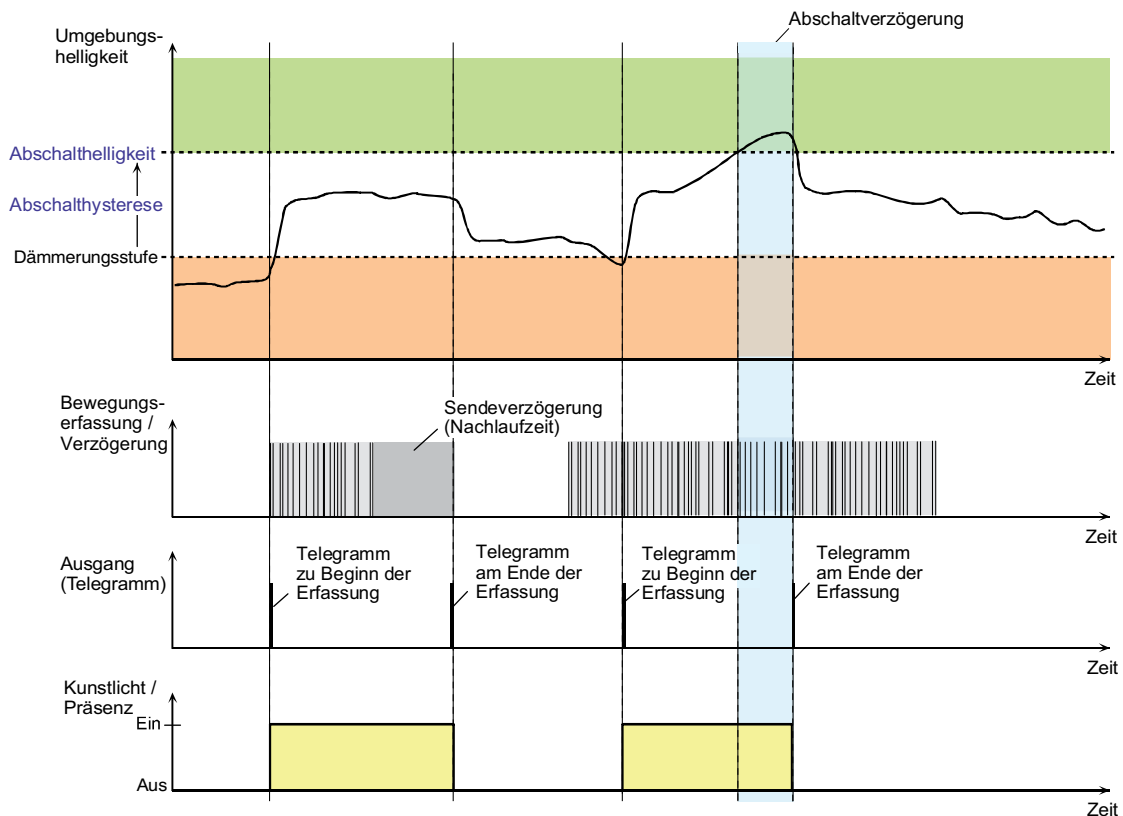 Abschaltverzögerung
Umgebungs-
helligkeit
Abschalthelligkeit
Abschalthysterese
Dämmerungsstufe
Zeit
Bewegungs-
erfassung /
Verzögerung
Sendeverzögerung
(Nachlaufzeit)
Zeit
Ausgang
(Telegramm)
Telegramm
zu Beginn der
Erfassung
Telegramm
am Ende der
Erfassung
Telegramm
zu Beginn der
Erfassung
Telegramm
am Ende der
Erfassung
Zeit
Kunstlicht /
Präsenz
Ein
Aus
Zeit